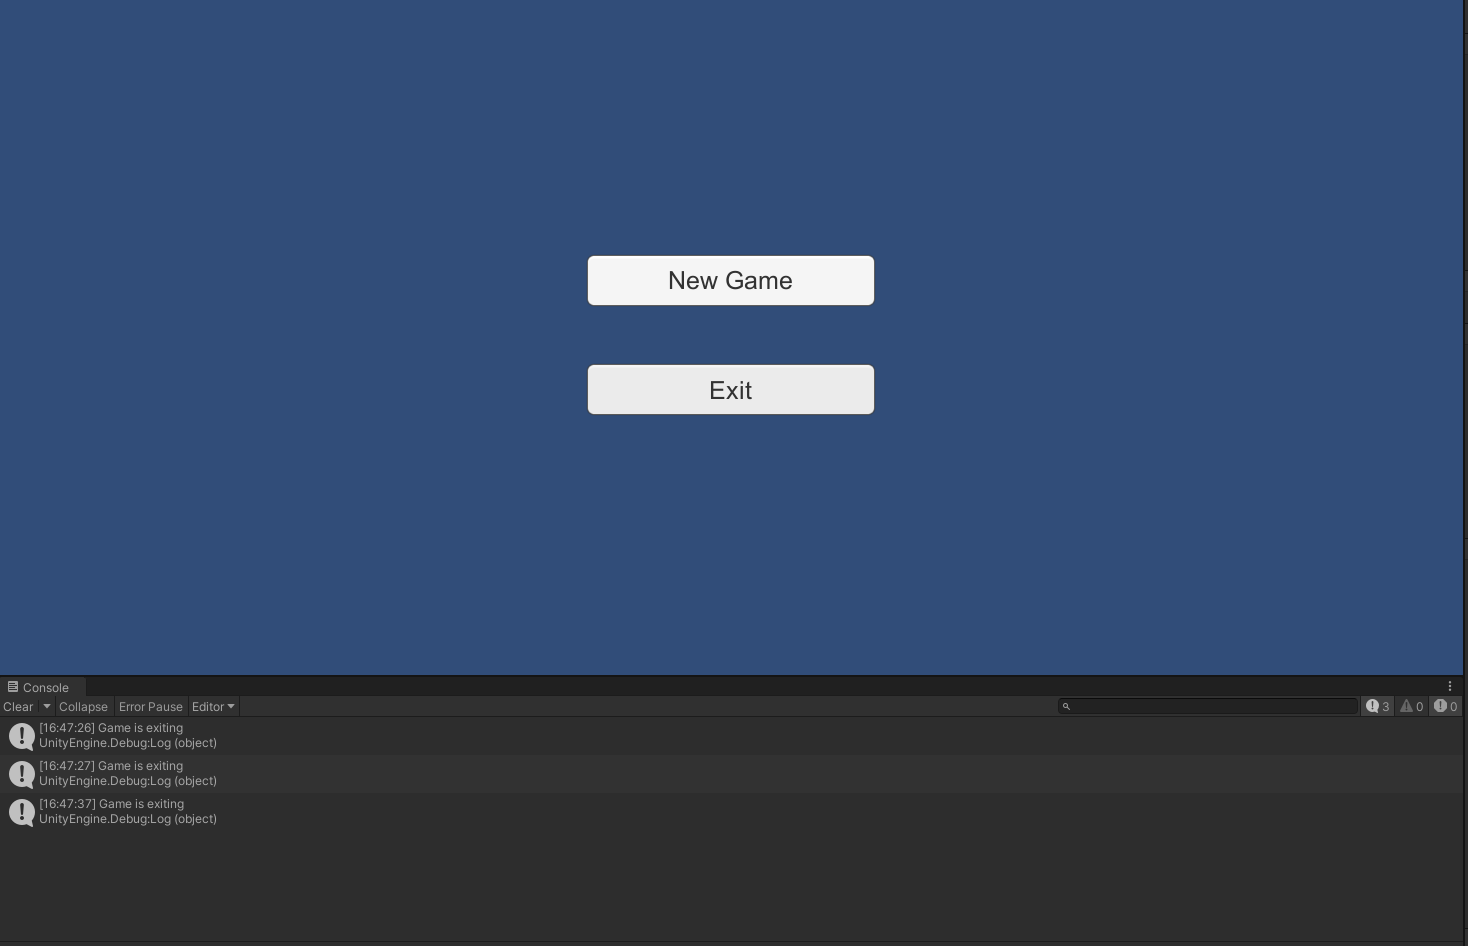 New Game
Exit
Console
Clear Collapse Error Pause Editor 3 0 0
[16:47:26] Game is exiting
UnityEngine.Debug:Log (object)
[16:47:27] Game is exiting
UnityEngine.Debug:Log (object)
[16:47:37] Game is exiting
UnityEngine.Debug:Log (object)